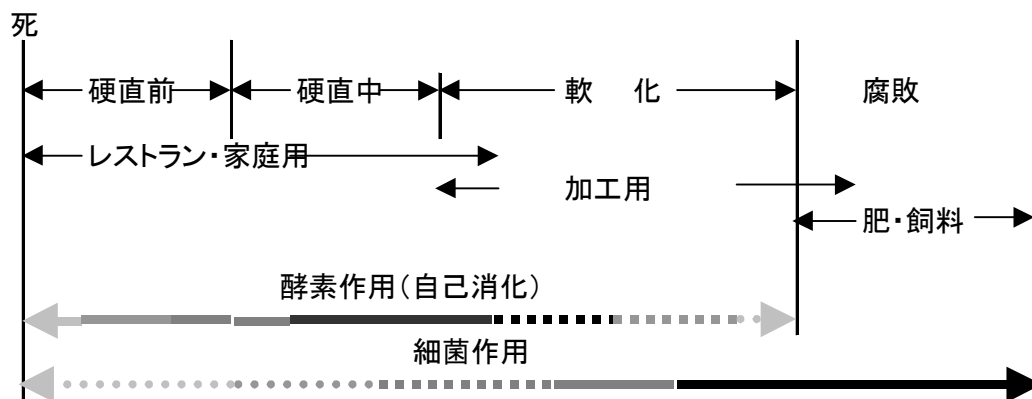 死
硬直前 硬直中 軟 化 腐敗
レストラン・家庭用
加工用
肥・飼料
酵素作用(自己消化)
細菌作用